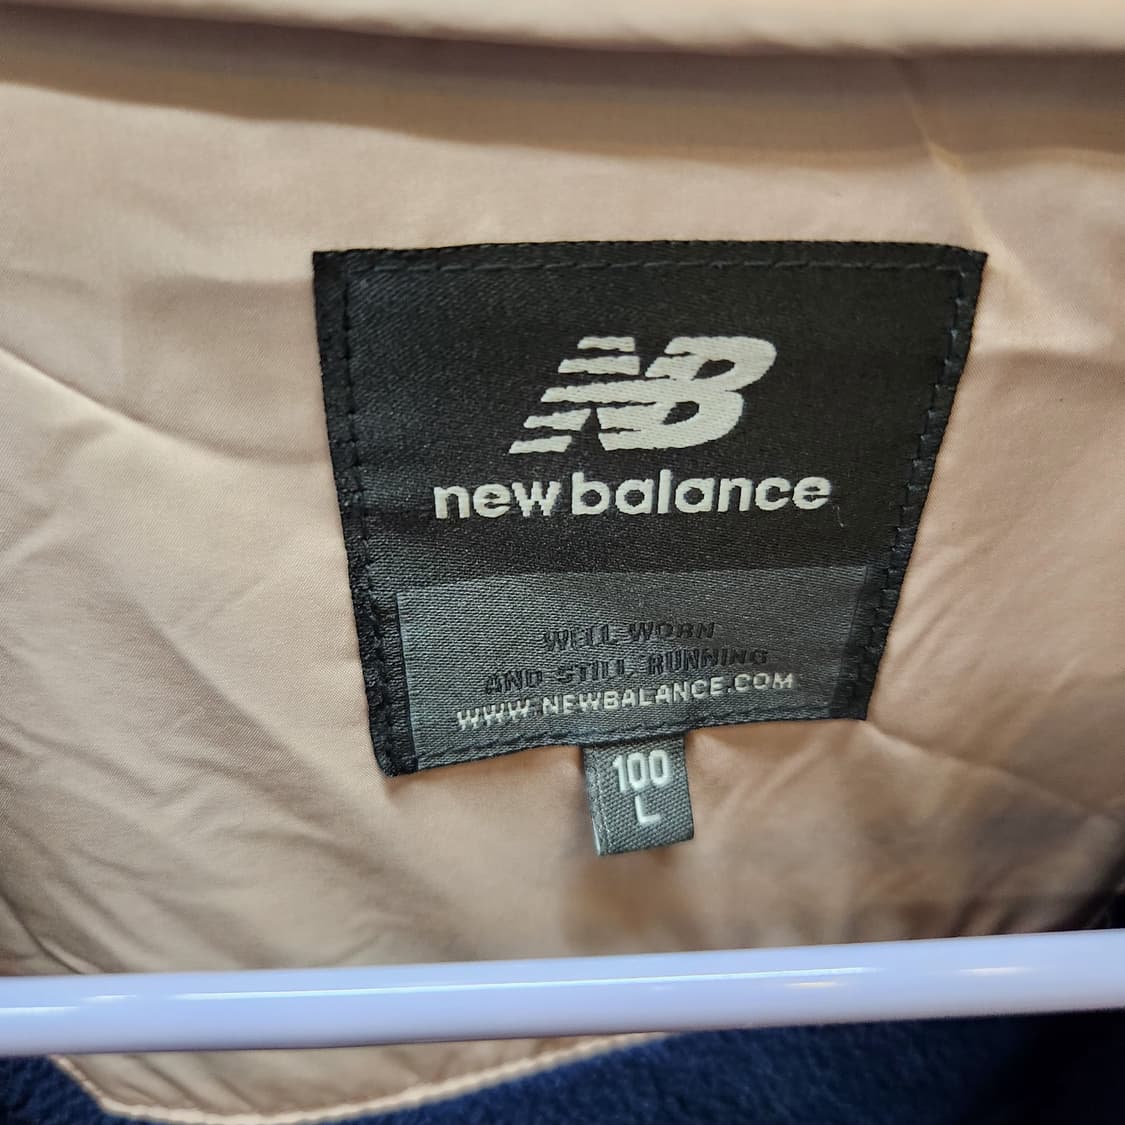 NB
new balance
WELL WORN
AND STILL RUNNING
WWW.NEWBALANCE.COM
100
L